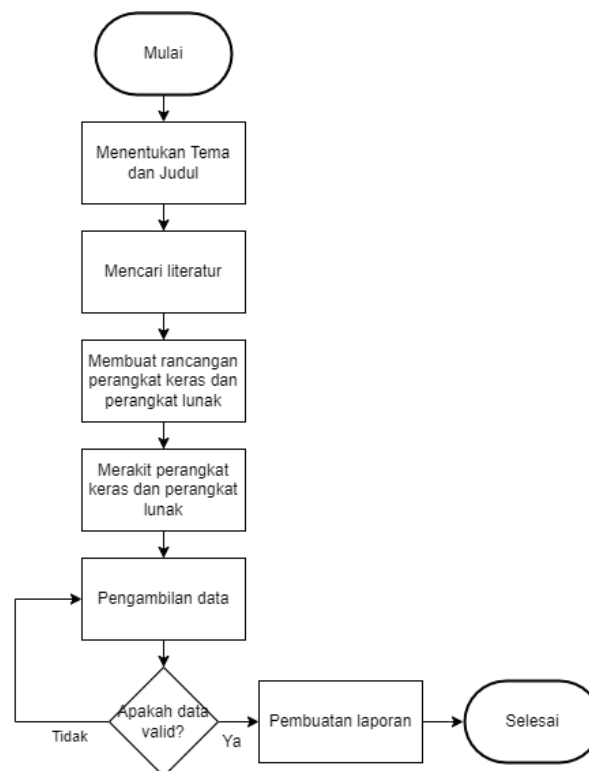 Mulai
Menentukan Tema
dan Judul
Mencari literatur
Membuat rancangan
perangkat keras dan
perangkat lunak
Merakit perangkat
keras dan perangkat
lunak
Pengambilan data
Apakah data
valid?
Tidak
Ya
Pembuatan laporan
Selesai